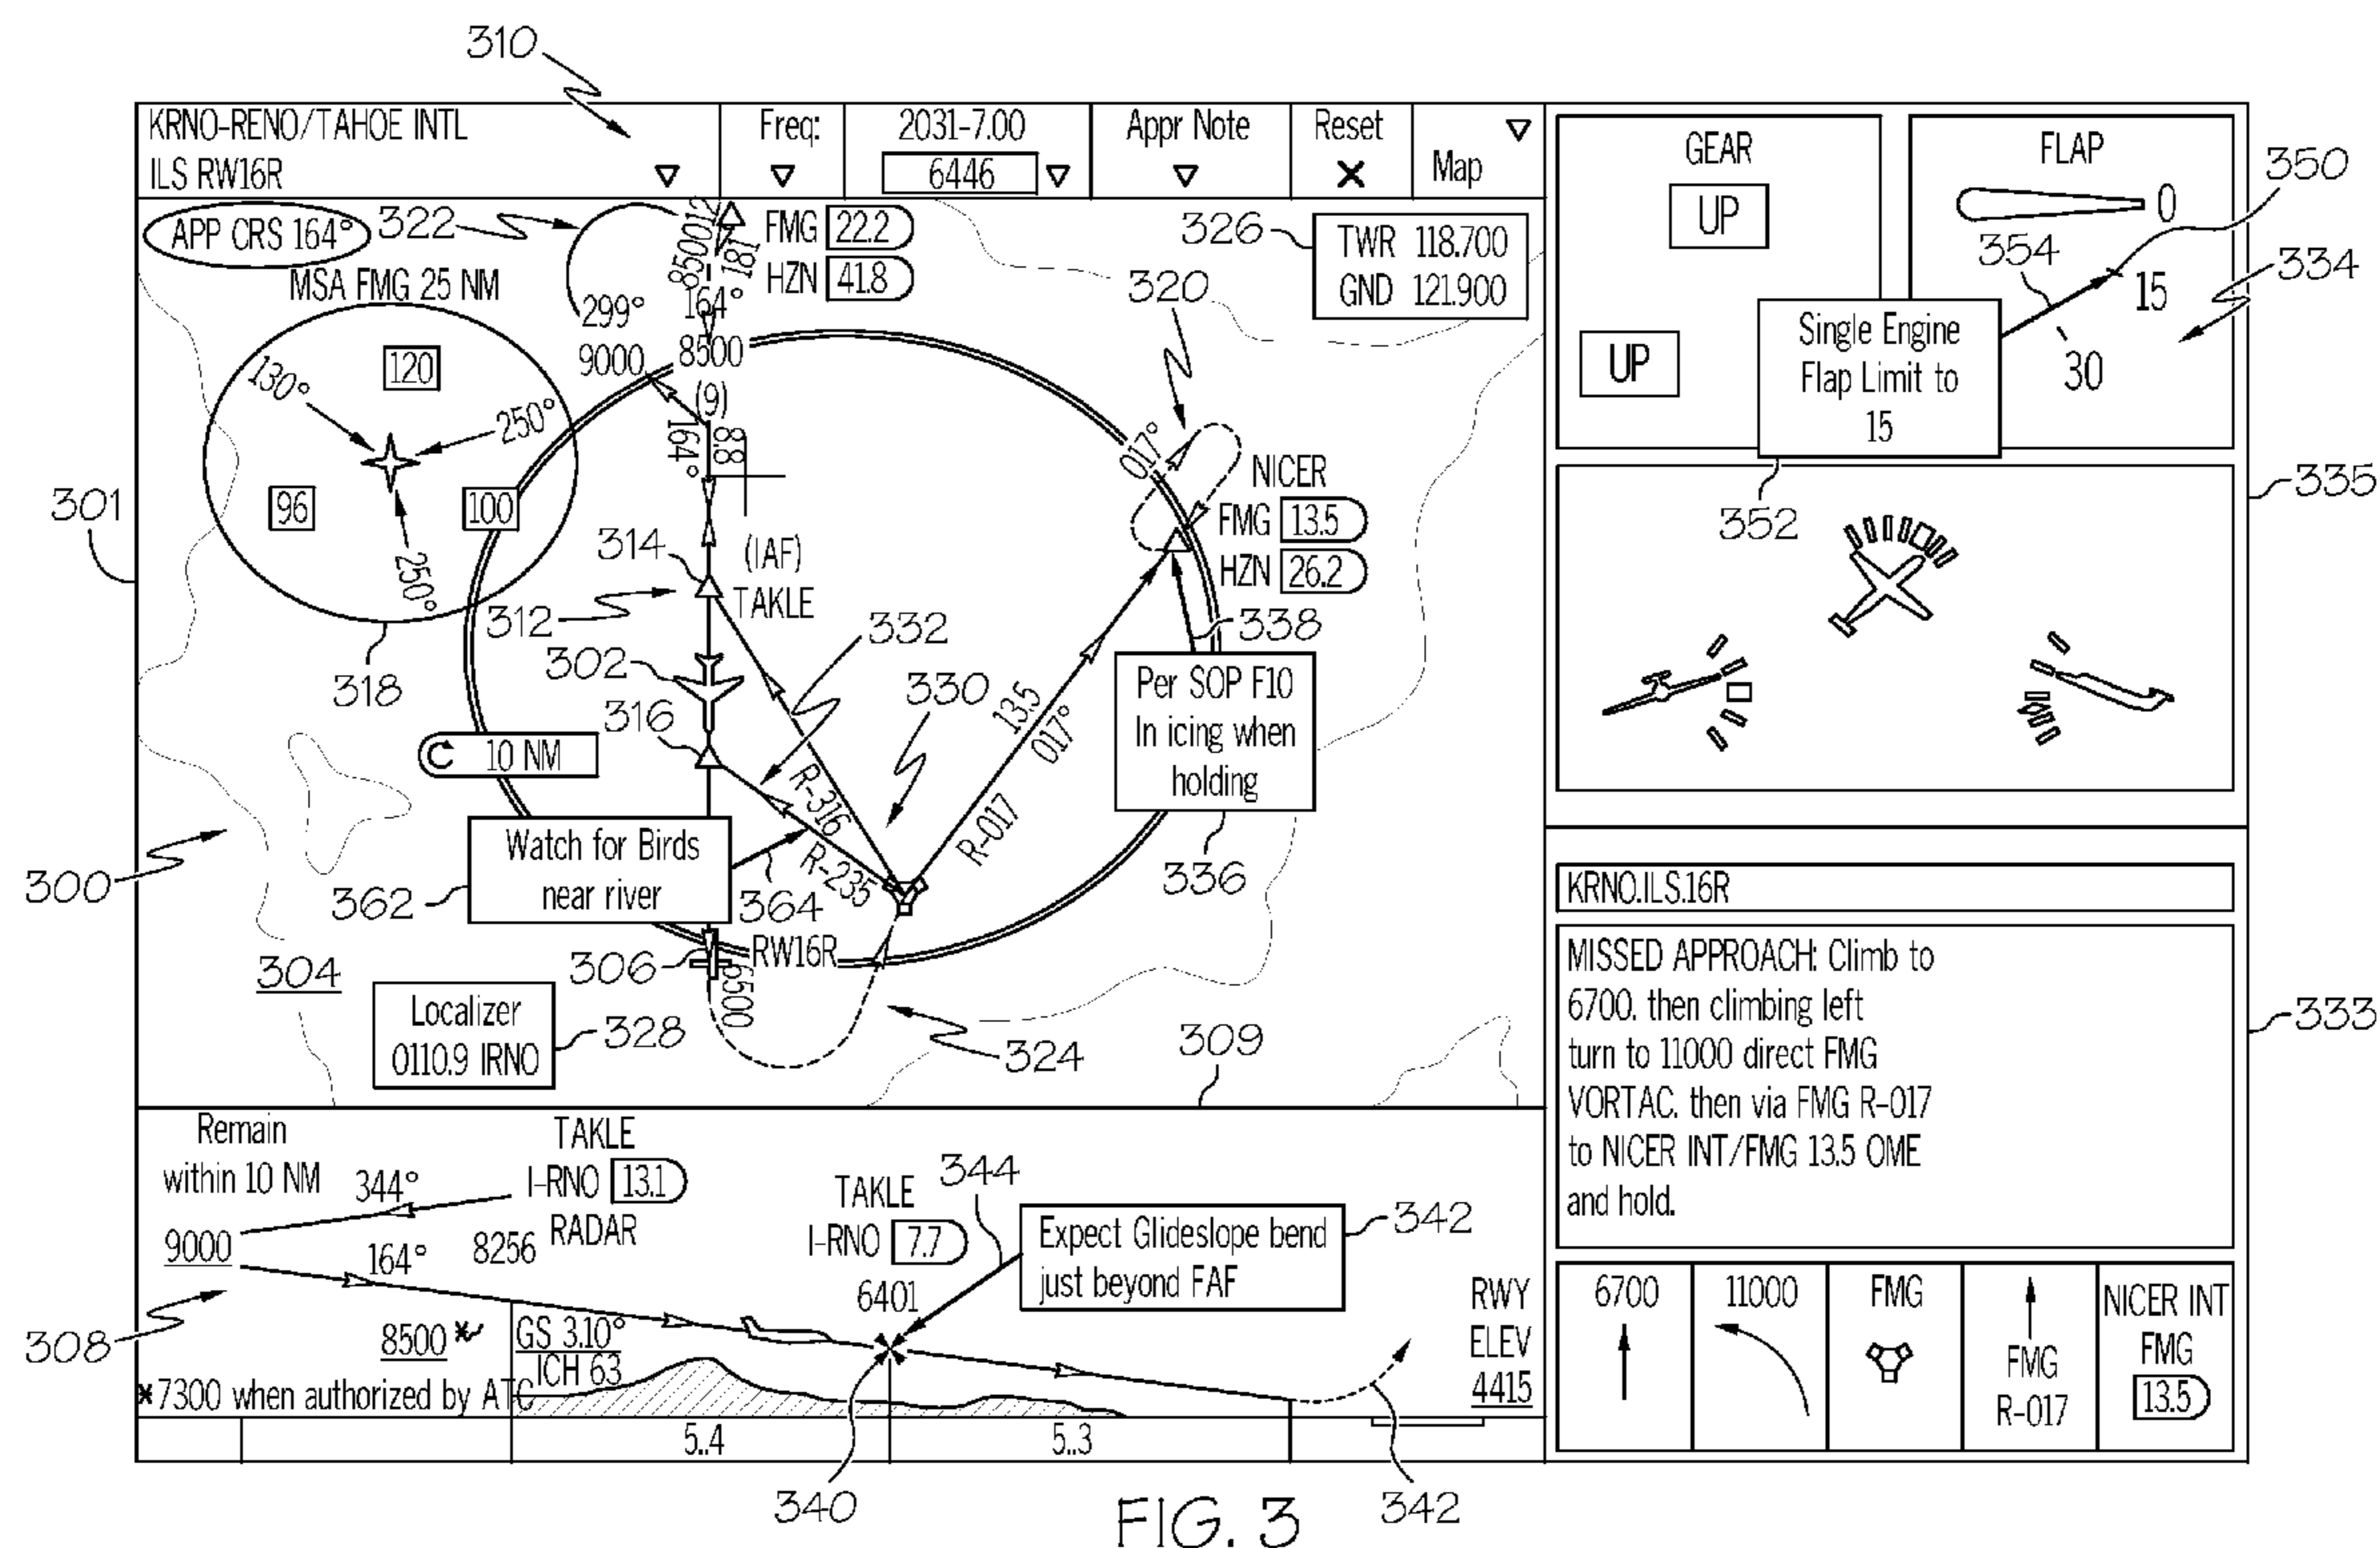 310
KRNO-RENO/TAHOE INTL
ILS RW16R
Freq:
2031-7.00
6446
Appr Note
Reset
X
Map
APP CRS 164°
322
MSA FMG 25 NM
130°
120
250°
96
100
250°
318
299°
9000
850012
181
164°
8500
(9)
164°
8.8
FMG 22.2
HZN 41.8
326
TWR 118.700
GND 121.900
320
017°
NICER
FMG 13.5
HZN 26.2
301
314
(IAF)
TAKLE
312
332
302
330
316
10 NM
338
Per SOP F10
In icing when
holding
336
13.5
017°
R-017
R-316
R-235
300
Watch for Birds
near river
362
364
304
306
RW16R
6500
Localizer
0110.9 IRNO
328
324
309
GEAR
UP
UP
FLAP
0
15
30
350
354
334
Single Engine
Flap Limit to
15
352
335
KRNO.ILS.16R
MISSED APPROACH: Climb to
6700. then climbing left
turn to 11000 direct FMG
VORTAC. then via FMG R-017
to NICER INT/FMG 13.5 OME
and hold.
333
6700
11000
FMG
FMG
R-017
NICER INT
FMG
13.5
Remain
within 10 NM
344°
9000
164°
TAKLE
I-RNO 13.1
RADAR
8256
TAKLE
I-RNO 7.7
6401
344
Expect Glideslope bend
just beyond FAF
342
308
8500 *
GS 3.10°
ICH 63
*7300 when authorized by ATC
RWY
ELEV
4415
5..4
5..3
340
342
FIG. 3